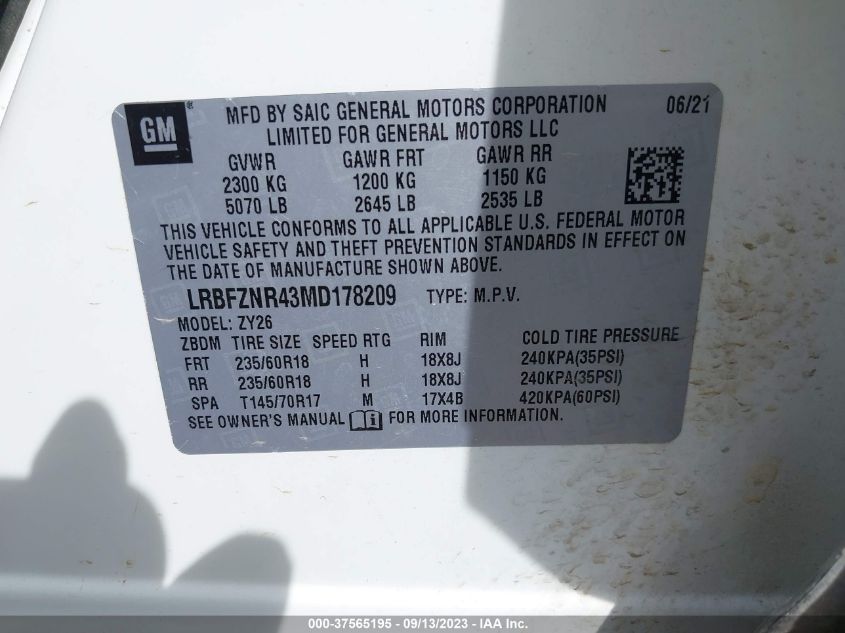 GM ®
MFD BY SAIC GENERAL MOTORS CORPORATION 06/21
LIMITED FOR GENERAL MOTORS LLC
GVWR GAWR FRT GAWR RR
2300 KG 1200 KG 1150 KG
5070 LB 2645 LB 2535 LB
THIS VEHICLE CONFORMS TO ALL APPLICABLE U.S. FEDERAL MOTOR
VEHICLE SAFETY AND THEFT PREVENTION STANDARDS IN EFFECT ON
THE DATE OF MANUFACTURE SHOWN ABOVE.
LRBFZNR43MD178209 TYPE: M.P.V.
MODEL: ZY26
ZBDM TIRE SIZE SPEED RTG RIM COLD TIRE PRESSURE
FRT 235/60R18 H 18X8J 240KPA(35PSI)
RR 235/60R18 H 18X8J 240KPA(35PSI)
SPA T145/70R17 M 17X4B 420KPA(60PSI)
SEE OWNER'S MANUAL FOR MORE INFORMATION.
000-37565195 - 09/13/2023 - IAA Inc.